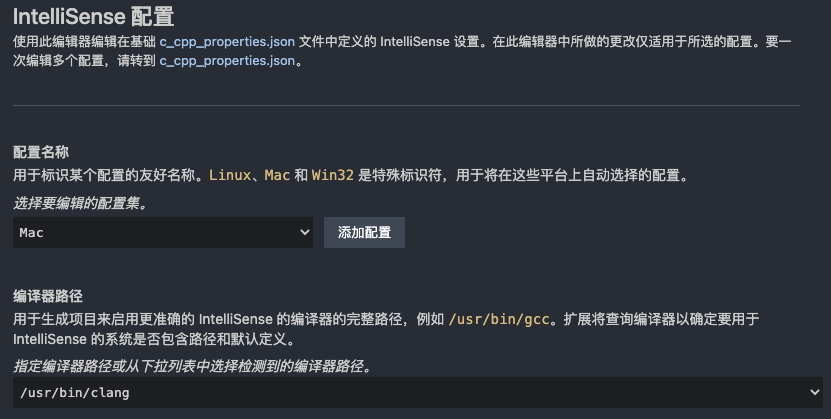 IntelliSense 配置
使用此编辑器编辑在基础 c_cpp_properties.json 文件中定义的 IntelliSense 设置。在此编辑器中所做的更改仅适用于所选的配置。要一
次编辑多个配置，请转到 c_cpp_properties.json。
配置名称
用于标识某个配置的友好名称。Linux、Mac 和 Win32 是特殊标识符，用于将在这些平台上自动选择的配置。
选择要编辑的配置集。
Mac
添加配置
编译器路径
用于生成项目来启用更准确的 IntelliSense 的编译器的完整路径，例如 /usr/bin/gcc。扩展将查询编译器以确定要用于
IntelliSense 的系统是否包含路径和默认定义。
指定编译器路径或从下拉列表中选择检测到的编译器路径。
/usr/bin/clang